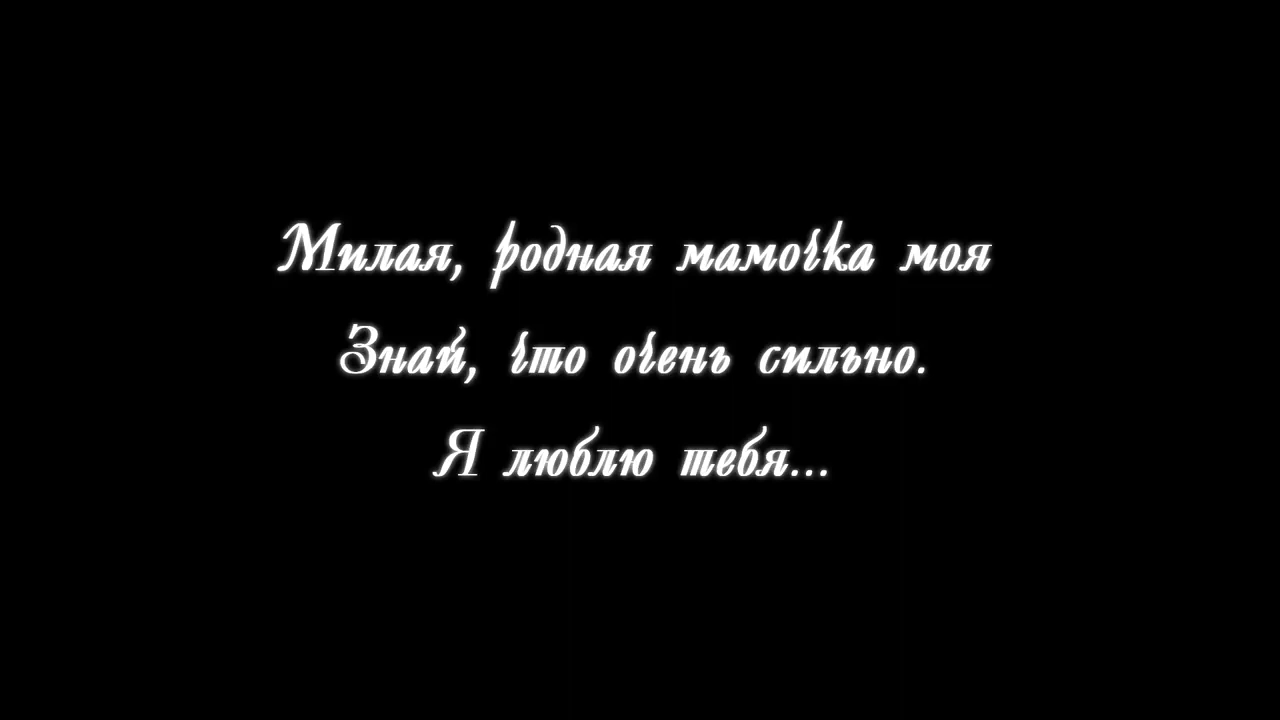 Милая, родная мамочка моя
Знай, что очень сильно.
Я люблю тебя...